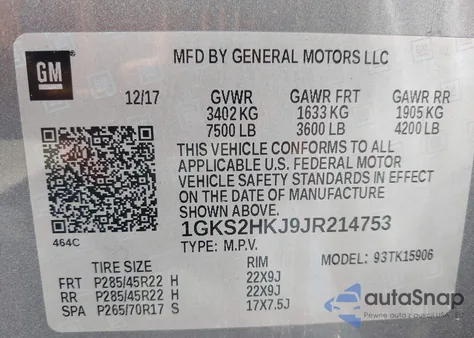 GM
MFD BY GENERAL MOTORS LLC
12/17 GVWR GAWR FRT GAWR RR
3402 KG 1633 KG 1905 KG
7500 LB 3600 LB 4200 LB
THIS VEHICLE CONFORMS TO ALL
APPLICABLE U.S. FEDERAL MOTOR
VEHICLE SAFETY STANDARDS IN EFFECT
ON THE DATE OF MANUFACTURE
SHOWN ABOVE.
464C 1GKS2HKJ9JR214753
TYPE: M.P.V.
TIRE SIZE RIM MODEL: 93TK15906
FRT P285/45R22 H 22X9J
RR P285/45R22 H 22X9J
SPA P265/70R17 S 17X7.5J
autoSnap
Pewne auto z USA